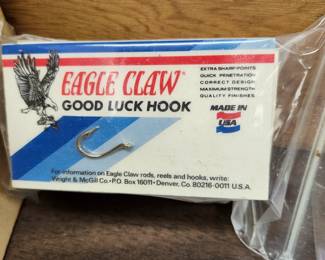 EAGLE CLAW®
GOOD LUCK HOOK
EXTRA SHARP POINTS
QUICK PENETRATION
CORRECT DESIGN
MAXIMUM STRENGTH
QUALITY FINISHES
MADE IN
USA
For information on Eagle Claw rods, reels and hooks, write:
Wright & McGill Co.•P.O. Box 16011•Denver, Co. 80216-0011 U.S.A.